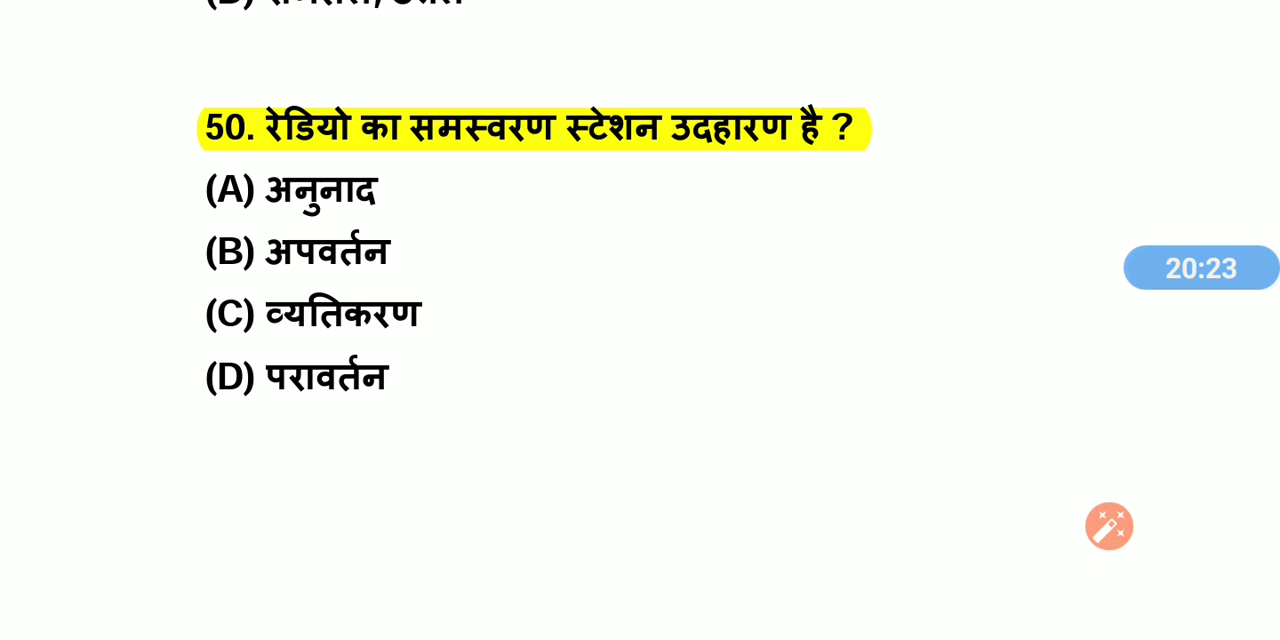 50. रेडियो का समस्वरण स्टेशन उदहारण है ?
(A) अनुनाद
(B) अपवर्तन
(C) व्यतिकरण
(D) परावर्तन
20:23